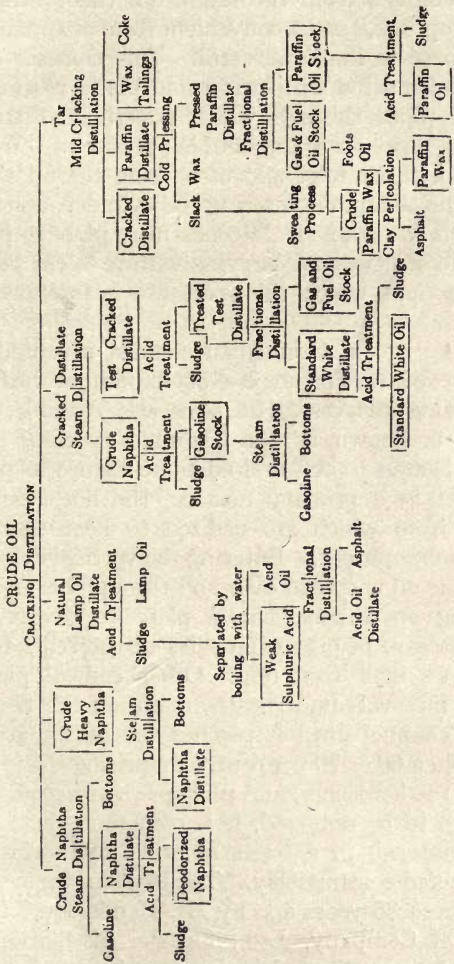 CRUDE OIL
CRACKING DISTILLATION
Crude Naphtha
Steam Distillation
Gasoline
Naphtha
Distillate
Bottoms
Acid Treatment
Sludge
Deodorized
Naphtha
Crude
Heavy
Naphtha
Steam
Distillation
Naphtha
Distillate
Bottoms
Natural
Lamp Oil
Distillate
Acid Treatment
Sludge
Lamp Oil
Separated by
boiling with water
Weak
Sulphuric Acid
Acid
Oil
Fractional
Distillation
Acid Oil
Distillate
Asphalt
Cracked Distillate
Steam Distillation
Crude
Naphtha
Acid
Treatment
Sludge
Gasoline
Stock
Steam
Distillation
Gasoline
Bottoms
Test Cracked
Distillate
Acid
Treatment
Sludge
Treated
Test
Distillate
Fractional
Distillation
Standard
White
Distillate
Gas and
Fuel Oil
Stock
Acid Treatment
Standard White Oil
Sludge
Tar
Mild Cracking
Distillation
Cracked
Distillate
Paraffin
Distillate
Wax
Tailings
Coke
Cold Pressing
Slack Wax
Pressed
Paraffin
Distillate
Fractional
Distillation
Gas & Fuel
Oil Stock
Paraffin
Oil Stock
Acid Treatment
Paraffin
Oil
Sludge
Sweating
Process
Crude
Paraffin Wax
Foots
Oil
Clay Percolation
Asphalt
Paraffin
Wax